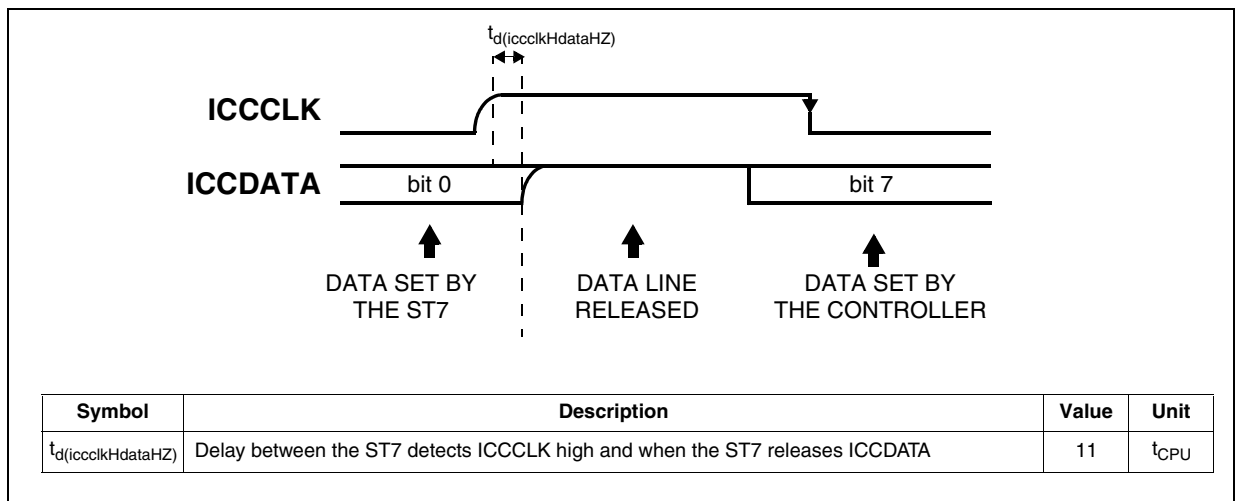 td(iccclkHdataHZ)
ICCCLK
ICCDATA
bit 0
bit 7
DATA SET BY
THE ST7
DATA LINE
RELEASED
DATA SET BY
THE CONTROLLER
Symbol Description Value Unit
td(iccclkHdataHZ) Delay between the ST7 detects ICCCLK high and when the ST7 releases ICCDATA 11 tCPU